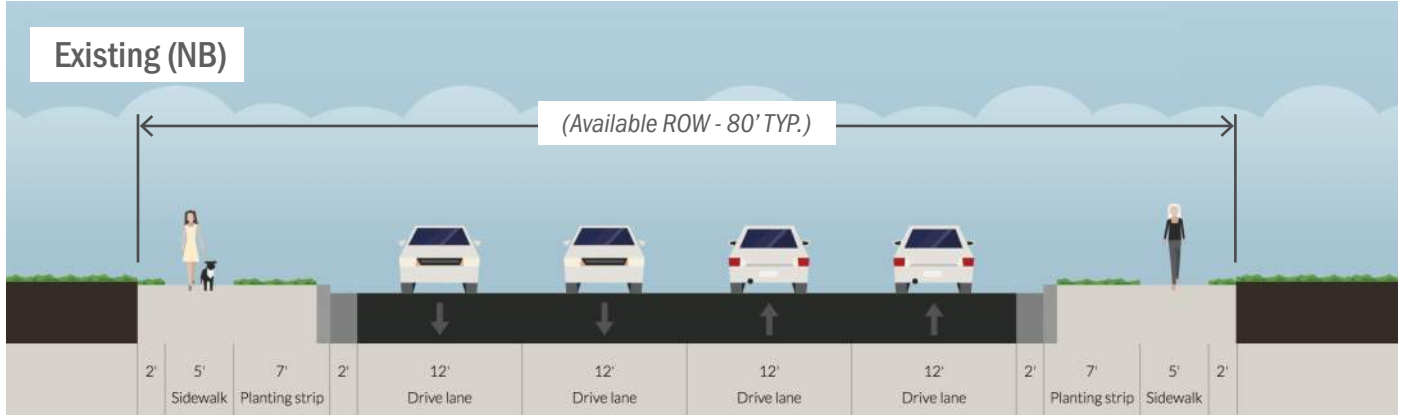 Existing (NB)
(Available ROW - 80' TYP.)
2' 5' 7' 2' 12' 12' 12' 12' 2' 7' 5' 2'
Sidewalk Planting strip Drive lane Drive lane Drive lane Drive lane Planting strip Sidewalk